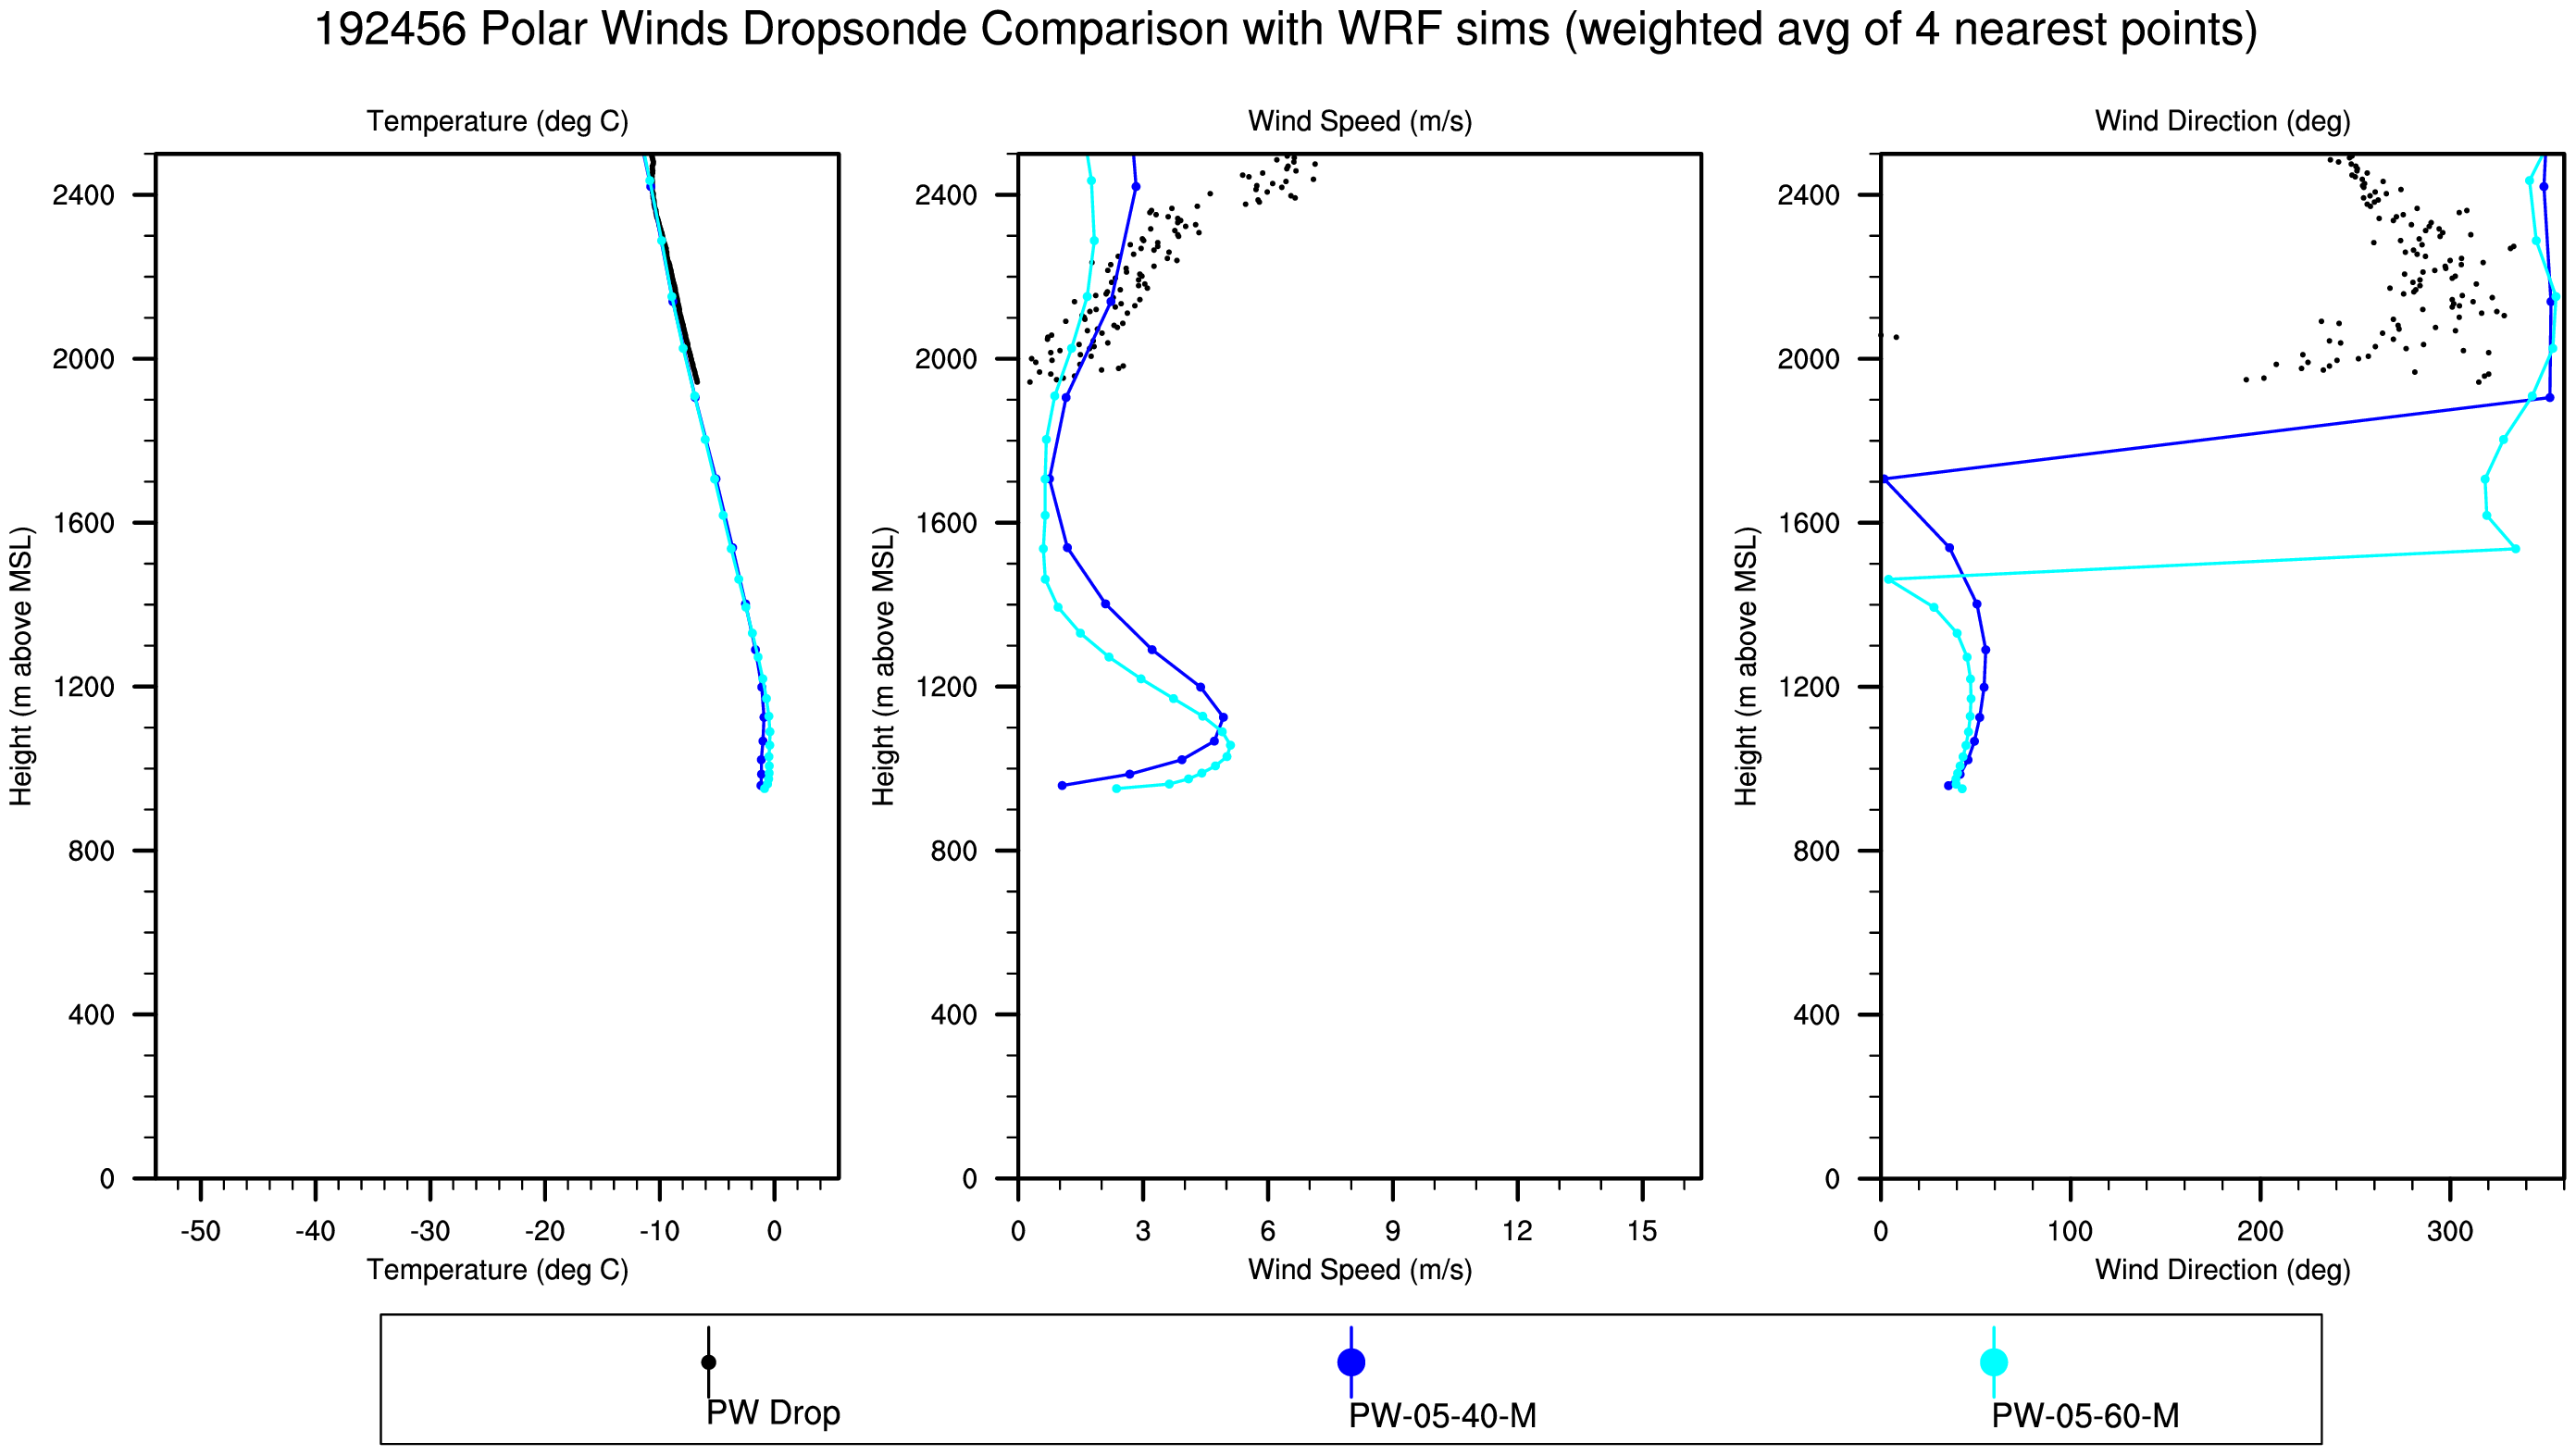 192456 Polar Winds Dropsonde Comparison with WRF sims (weighted avg of 4 nearest points)
Temperature (deg C)
Wind Speed (m/s)
Wind Direction (deg)
Height (m above MSL)
2400
2000
1600
1200
800
400
0
-50 -40 -30 -20 -10 0
Temperature (deg C)
Height (m above MSL)
2400
2000
1600
1200
800
400
0
0 3 6 9 12 15
Wind Speed (m/s)
Height (m above MSL)
2400
2000
1600
1200
800
400
0
0 100 200 300
Wind Direction (deg)
PW Drop
PW-05-40-M
PW-05-60-M